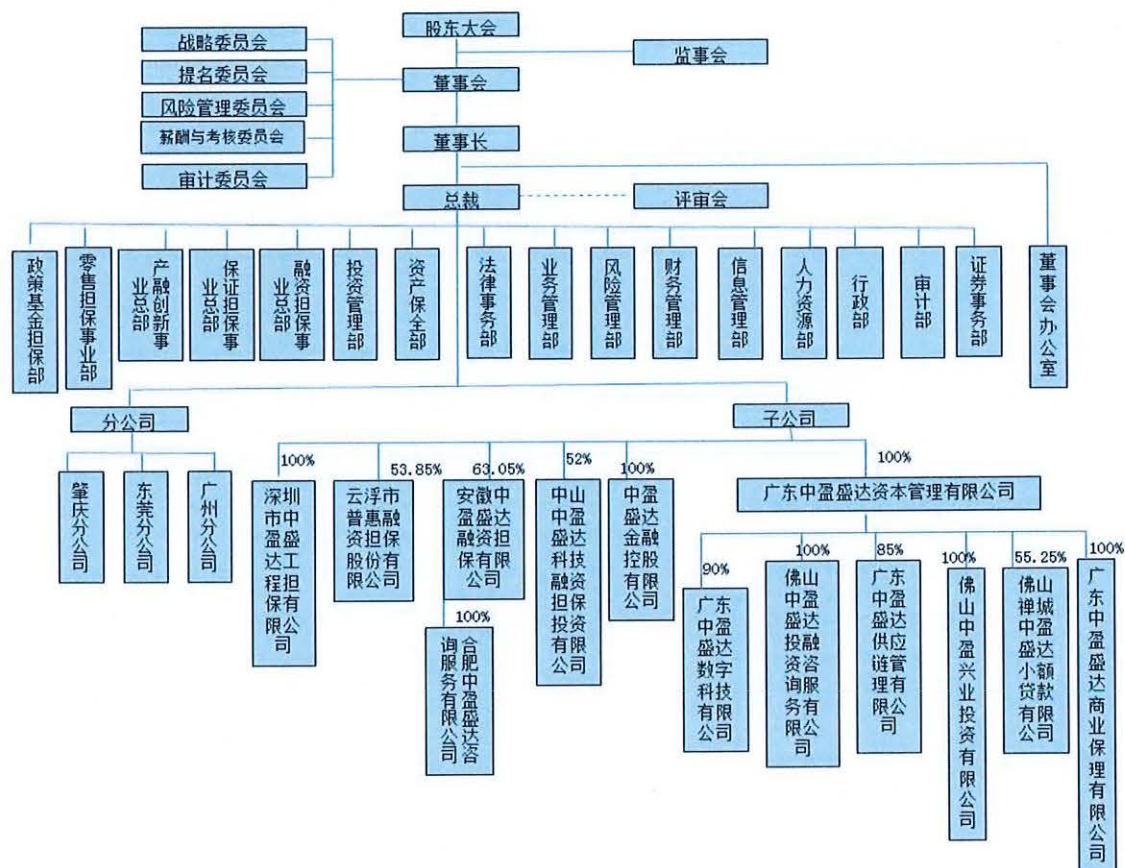 股东大会
监事会
战略委员会
提名委员会
风险管理委员会
薪酬与考核委员会
审计委员会
董事会
董事长
总裁
评审会
政策基金担保部
零售担保事业部
产融创新事业总部
保证担保事业总部
融资担保事业总部
投资管理部
资产保全部
法律事务部
业务管理部
风险管理部
财务管理部
信息管理部
人力资源部
行政部
审计部
证券事务部
董事会办公室
分公司
子公司
肇庆分公司
东莞分公司
广州分公司
100%
深圳市中盈盛达工程担保有限公司
53.85%
云浮市普惠融资担保股份有限公司
63.05%
安徽中盈盛达融资担保有限公司
52%
中山中盈盛达科技融资担保投资有限公司
100%
中盈盛达金融控股有限公司
100%
广东中盈盛达资本管理有限公司
100%
合肥中盈盛达咨询服务有限公司
90%
广东中盈盛达数字科技有限公司
100%
佛山中盈盛达投融资咨询服务有限公司
85%
广东中盈盛达供应链管理有限公司
100%
佛山中盈兴业投资有限公司
55.25%
佛山禅城中盈盛达小额贷款有限公司
100%
广东中盈盛达商业保理有限公司